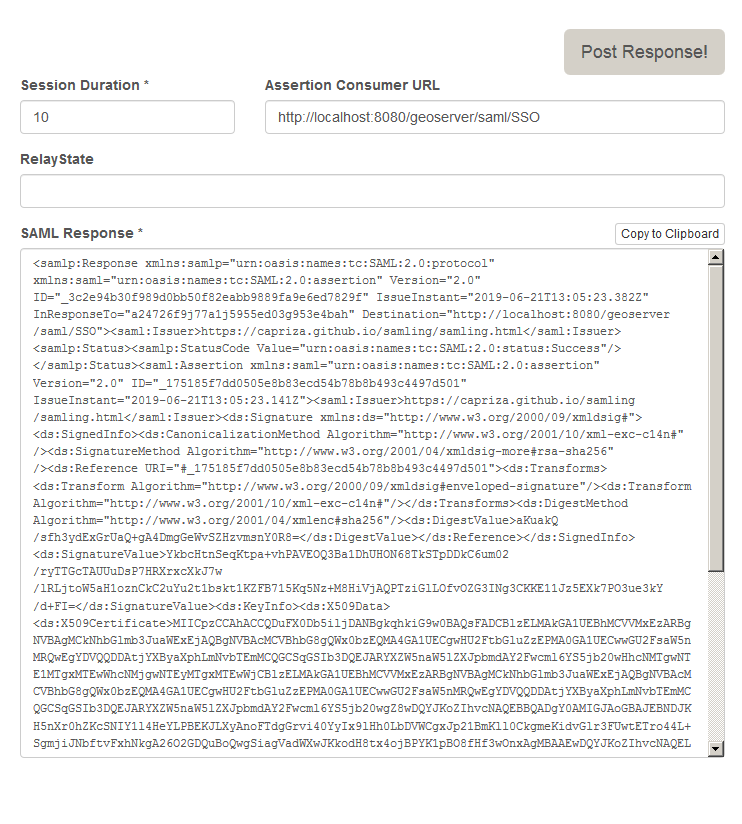 Post Response!
Session Duration *
Assertion Consumer URL
10
http://localhost:8080/geoserver/saml/SSO
RelayState
SAML Response *
Copy to Clipboard
<samlp:Response xmlns:samlp="urn:oasis:names:tc:SAML:2.0:protocol"
xmlns:saml="urn:oasis:names:tc:SAML:2.0:assertion" Version="2.0"
ID="_3c2e94b30f989d0bb50f82eabb9889fa9e6ed7829f" IssueInstant="2019-06-21T13:05:23.382Z"
InResponseTo="a24726f9j77a1j5955ed03g953e4bah" Destination="http://localhost:8080/geoserver
/saml/SSO"><saml:Issuer>https://capriza.github.io/samling/samling.html</saml:Issuer>
<samlp:Status><samlp:StatusCode Value="urn:oasis:names:tc:SAML:2.0:status:Success"/>
</samlp:Status><saml:Assertion xmlns:saml="urn:oasis:names:tc:SAML:2.0:assertion"
Version="2.0" ID="_175185f7dd0505e8b83ecd54b78b8b493c4497d501"
IssueInstant="2019-06-21T13:05:23.141Z"><saml:Issuer>https://capriza.github.io/samling
/samling.html</saml:Issuer><ds:Signature xmlns:ds="http://www.w3.org/2000/09/xmldsig#">
<ds:SignedInfo><ds:CanonicalizationMethod Algorithm="http://www.w3.org/2001/10/xml-exc-c14n#"
/><ds:SignatureMethod Algorithm="http://www.w3.org/2001/04/xmldsig-more#rsa-sha256"
/><ds:Reference URI="#_175185f7dd0505e8b83ecd54b78b8b493c4497d501"><ds:Transforms>
<ds:Transform Algorithm="http://www.w3.org/2000/09/xmldsig#enveloped-signature"/><ds:Transform
Algorithm="http://www.w3.org/2001/10/xml-exc-c14n#"/></ds:Transforms><ds:DigestMethod
Algorithm="http://www.w3.org/2001/04/xmlenc#sha256"/><ds:DigestValue>aKuakQ
/sfh3ydExGrUaQ+gA4DmgGeWvSZHzvmsnY0R8=</ds:DigestValue></ds:Reference></ds:SignedInfo>
<ds:SignatureValue>YkbcHtnSeqKtpa+vhPAVEOQ3Ba1DhUHON68TkSTpDDkC6um02
/ryTTGcTAUUuDsP7HRXrxcXkJ7w
/lRLjtoW5aH1oznCkC2uYu2t1bskt1KZFB715Kq5Nz+M8HiVjAQPTziGlLOfvOZG3INg3CKKE11Jz5EXk7PO3ue3kY
/d+FI=</ds:SignatureValue><ds:KeyInfo><ds:X509Data>
<ds:X509Certificate>MIICpzCCAhACCQDuFX0Db5iljDANBgkqhkiG9w0BAQsFADCBlzELMAkGA1UEBhMCVVMxEzARBg
NVBAgMCkNhbGlmb3JuaWExEjAQBgNVBAcMCVBhbG8gQWx0bzEQMA4GA1UECgwHU2FtbGluZzEPMA0GA1UECwwGU2FsaW5n
MRQwEgYDVQQDDAtjYXByaXphLmNvbTEmMCQGCSqGSIb3DQEJARYXZW5naW5lZXJpbmdAY2Fwcml6YS5jb20wHhcNMTgwNT
E1MTgxMTEwWhcNMjgwNTEyMTgxMTEwWjCBlzELMAkGA1UEBhMCVVMxEzARBgNVBAgMCkNhbGlmb3JuaWExEjAQBgNVBAcM
CVBhbG8gQWx0bzEQMA4GA1UECgwHU2FtbGluZzEPMA0GA1UECwwGU2FsaW5nMRQwEgYDVQQDDAtjYXByaXphLmNvbTEmMC
QGCSqGSIb3DQEJARYXZW5naW5lZXJpbmdAY2Fwcml6YS5jb20wgZ8wDQYJKoZIhvcNAQEBBQADgY0AMIGJAoGBAJEBNDJK
H5nXr0hZKcSNIY1l4HeYLPBEKJLXyAnoFTdgGrvi40YyIx9lHh0LbDVWCgxJp21BmKll0CkgmeKidvGlr3FUwtETro44L+
SgmjiJNbftvFxhNkgA26O2GDQuBoQwgSiagVadWXwJKkodH8tx4ojBPYK1pBO8fHf3wOnxAgMBAAEwDQYJKoZIhvcNAQEL